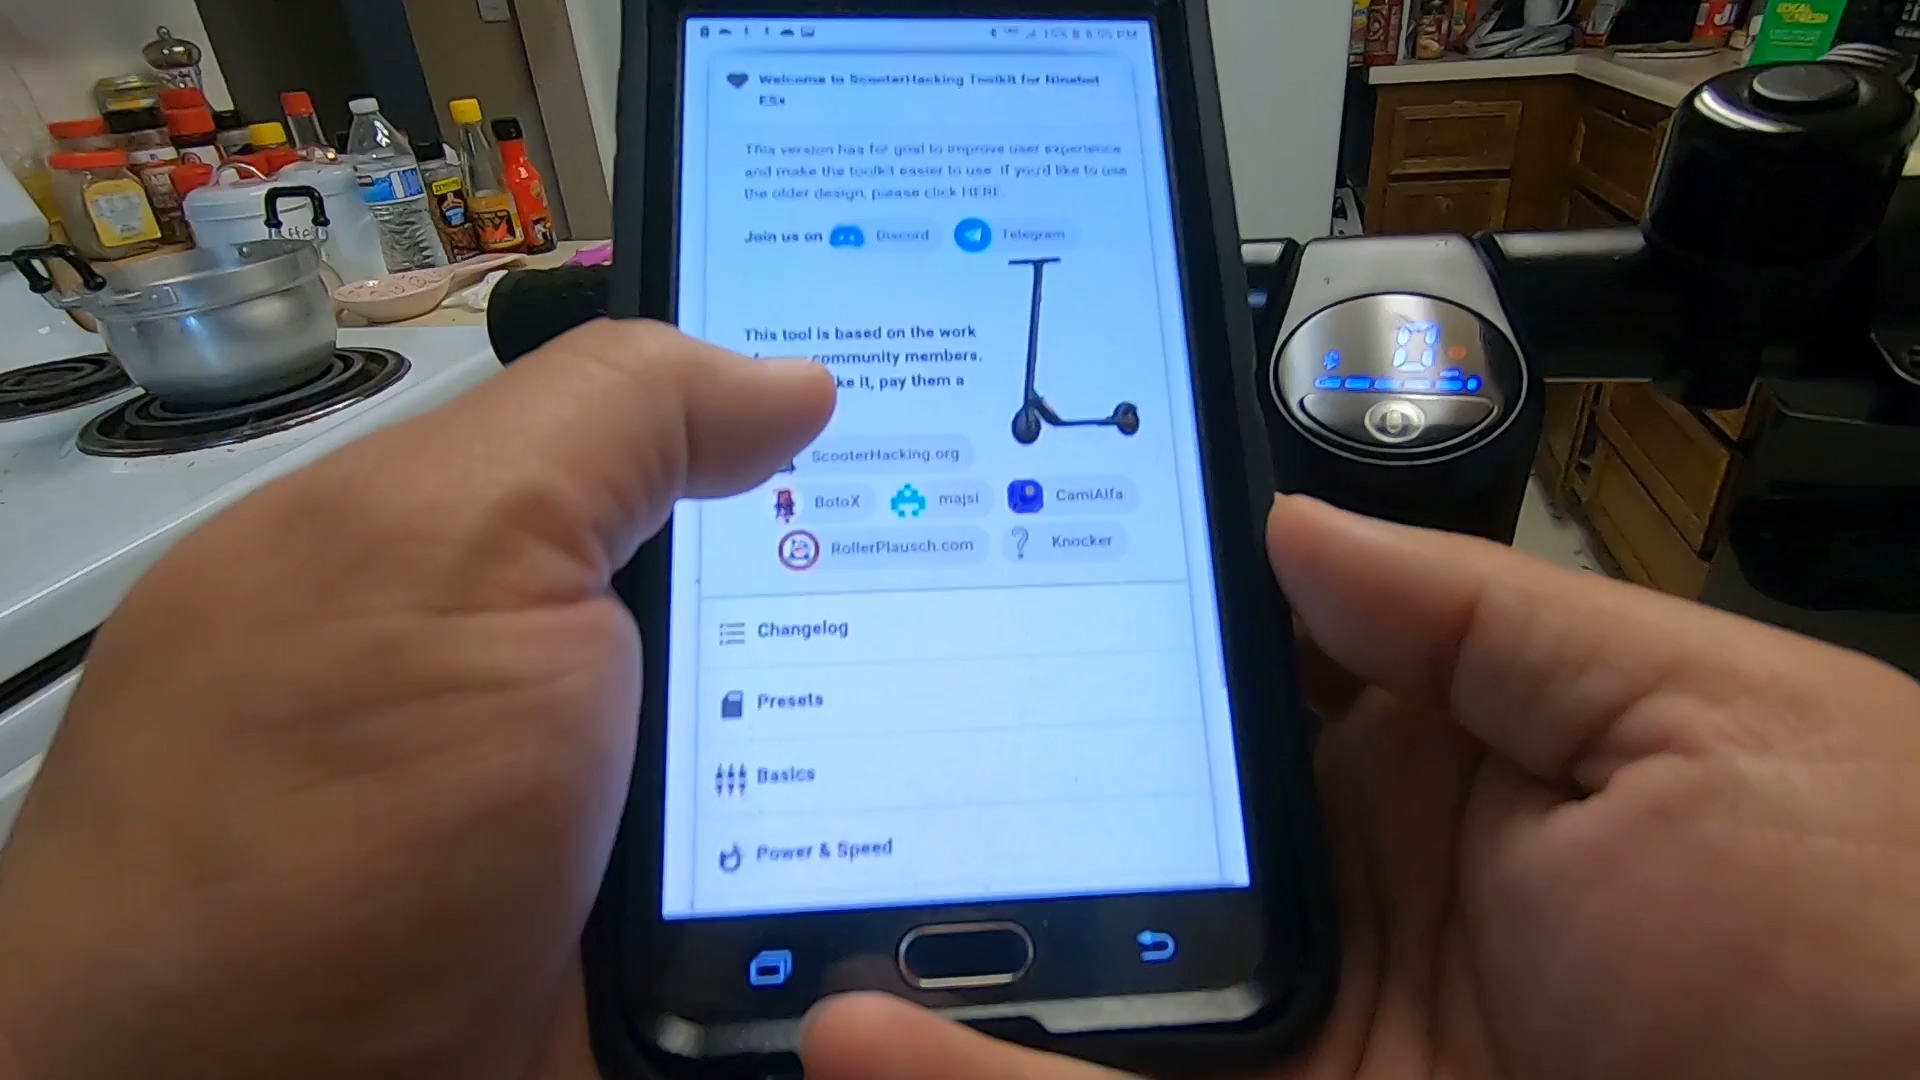 Welcome to ScooterHacking Toolkit for Ninebot
ESx
This version has for goal to improve user experience
and make the toolkit easier to use. If you'd like to use
the older design, please click HERE.
Join us on Discord Telegram
This tool is based on the work
community members.
ke it, pay them a
ScooterHacking.org
BotoX majsi CamiAlfa
RollerPlausch.com ? Knocker
Changelog
Presets
Basics
Power & Speed
0